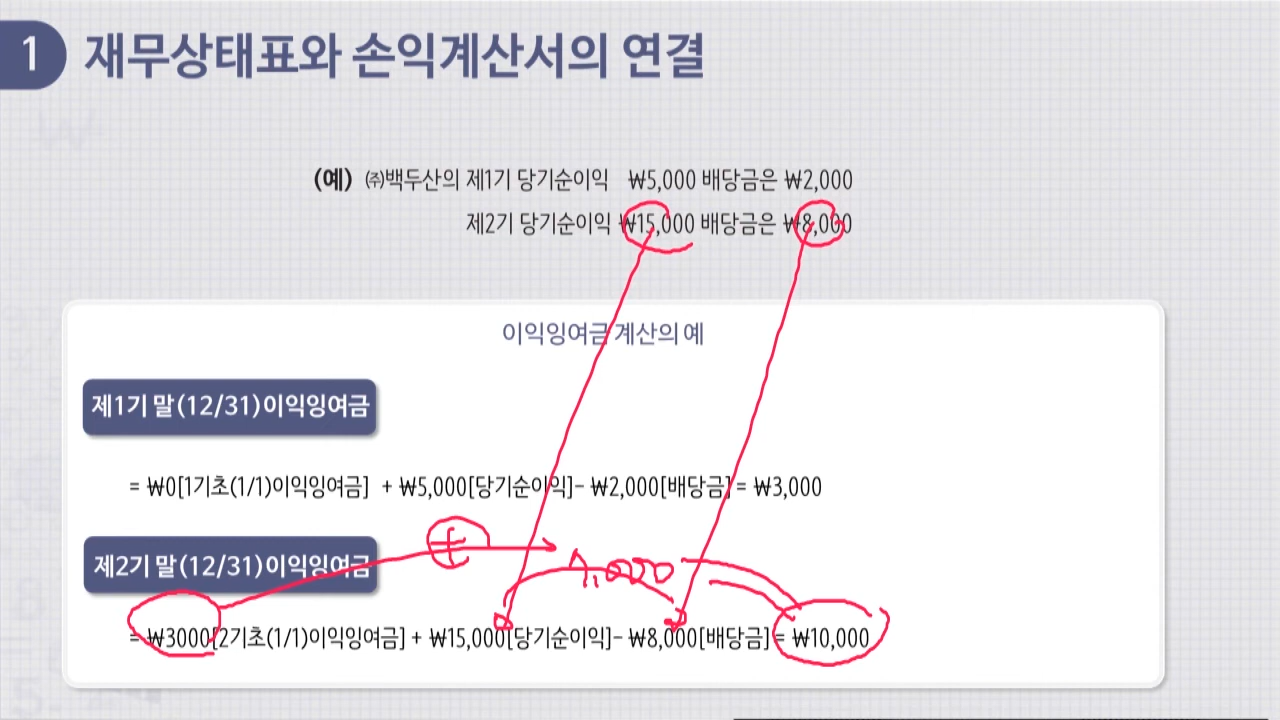 1 재무상태표와 손익계산서의 연결
(예) ㈜백두산의 제1기 당기순이익 ₩5,000 배당금은 ₩2,000
제2기 당기순이익 ₩15,000 배당금은 ₩8,000
이익잉여금 계산의 예
제1기 말(12/31)이익잉여금
= ₩0[1기초(1/1)이익잉여금] + ₩5,000[당기순이익]- ₩2,000[배당금] = ₩3,000
+
제2기 말(12/31)이익잉여금
= ₩3000[2기초(1/1)이익잉여금] + ₩15,000[당기순이익]- ₩8,000[배당금] = ₩10,000